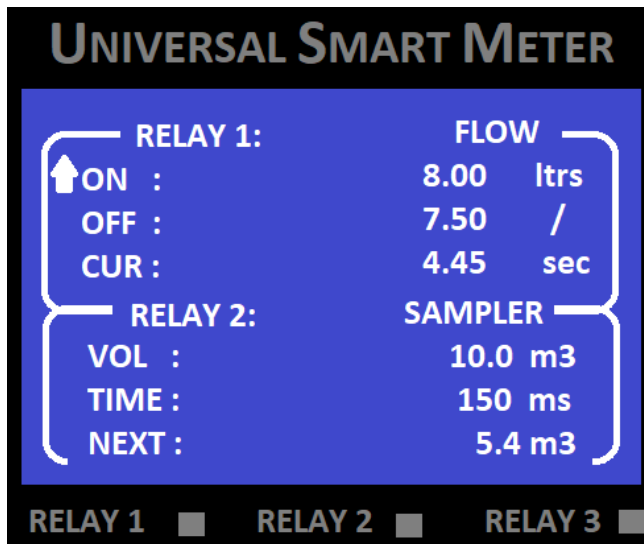 UNIVERSAL SMART METER
RELAY 1: FLOW
ON : 8.00 ltrs
OFF : 7.50 /
CUR : 4.45 sec
RELAY 2: SAMPLER
VOL : 10.0 m3
TIME : 150 ms
NEXT : 5.4 m3
RELAY 1 RELAY 2 RELAY 3